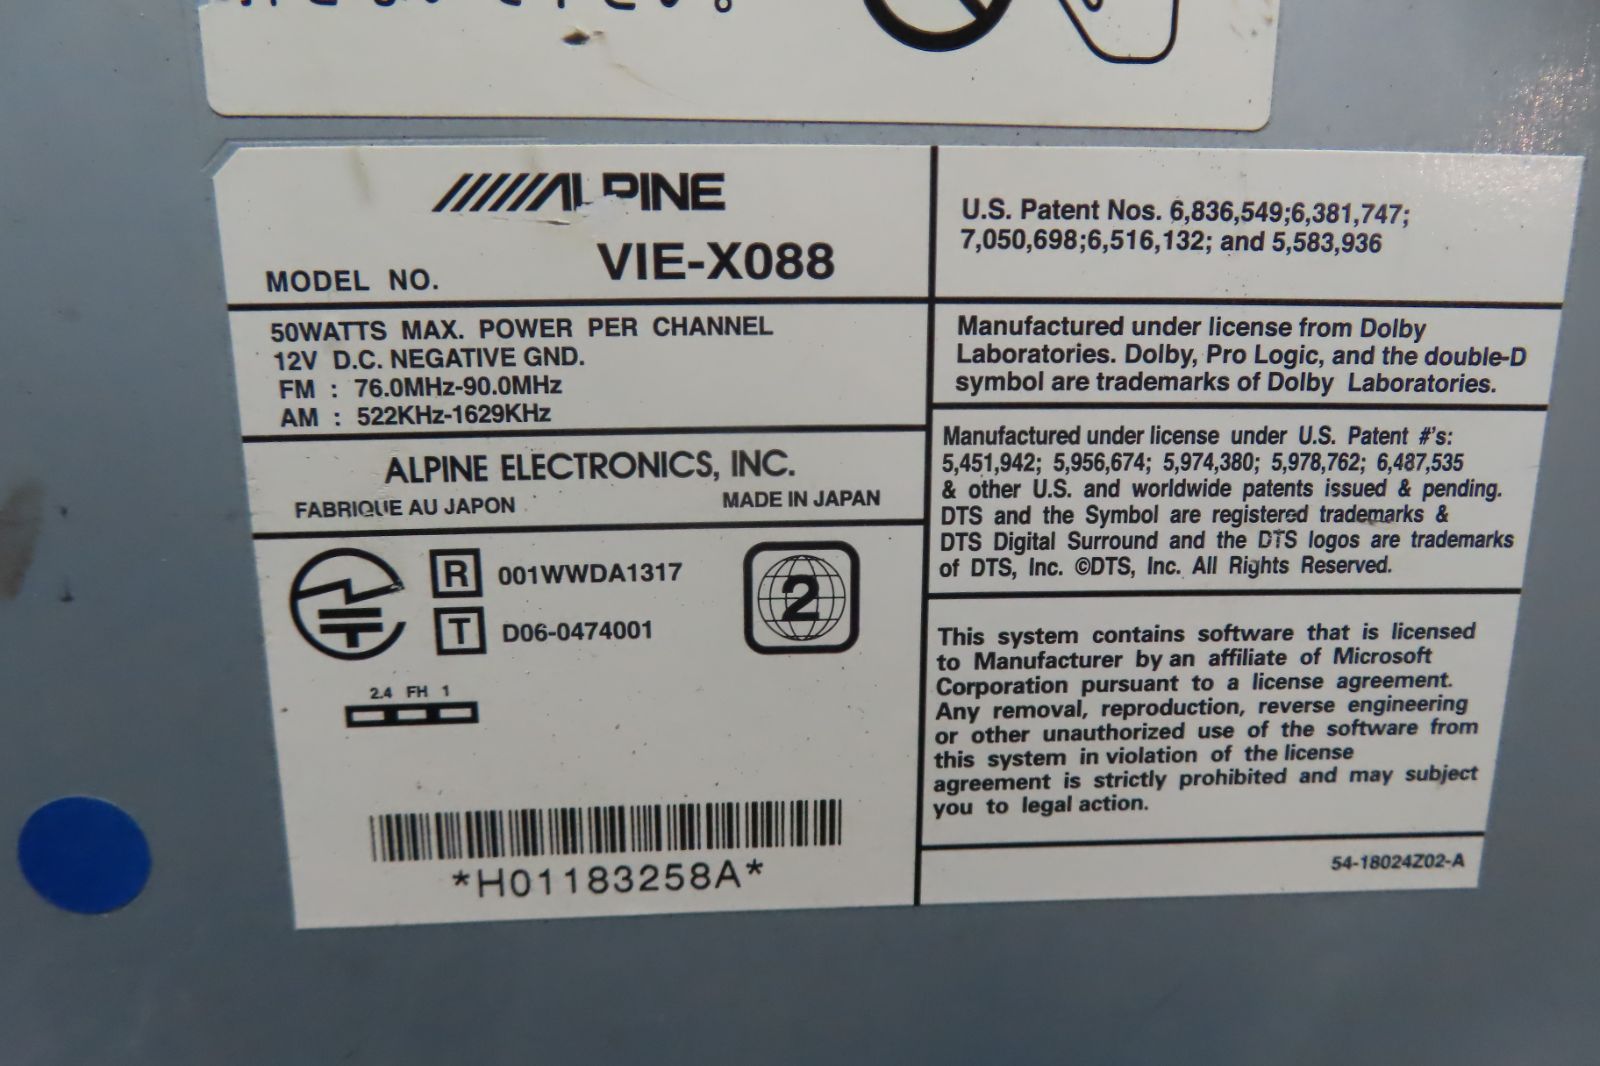 ALPINE
MODEL NO. VIE-X088
50WATTS MAX. POWER PER CHANNEL
12V D.C. NEGATIVE GND.
FM : 76.0MHz-90.0MHz
AM : 522KHz-1629KHz
ALPINE ELECTRONICS, INC.
FABRIQUE AU JAPON MADE IN JAPAN
R 001WWDA1317
T D06-0474001
2
2.4 FH 1
*H01183258A*
U.S. Patent Nos. 6,836,549;6,381,747;
7,050,698;6,516,132; and 5,583,936
Manufactured under license from Dolby
Laboratories. Dolby, Pro Logic, and the double-D
symbol are trademarks of Dolby Laboratories.
Manufactured under license under U.S. Patent #'s:
5,451,942; 5,956,674; 5,974,380; 5,978,762; 6,487,535
& other U.S. and worldwide patents issued & pending.
DTS and the Symbol are registered trademarks &
DTS Digital Surround and the DTS logos are trademarks
of DTS, Inc. ©DTS, Inc. All Rights Reserved.
This system contains software that is licensed
to Manufacturer by an affiliate of Microsoft
Corporation pursuant to a license agreement.
Any removal, reproduction, reverse engineering
or other unauthorized use of the software from
this system in violation of the license
agreement is strictly prohibited and may subject
you to legal action.
54-18024Z02-A